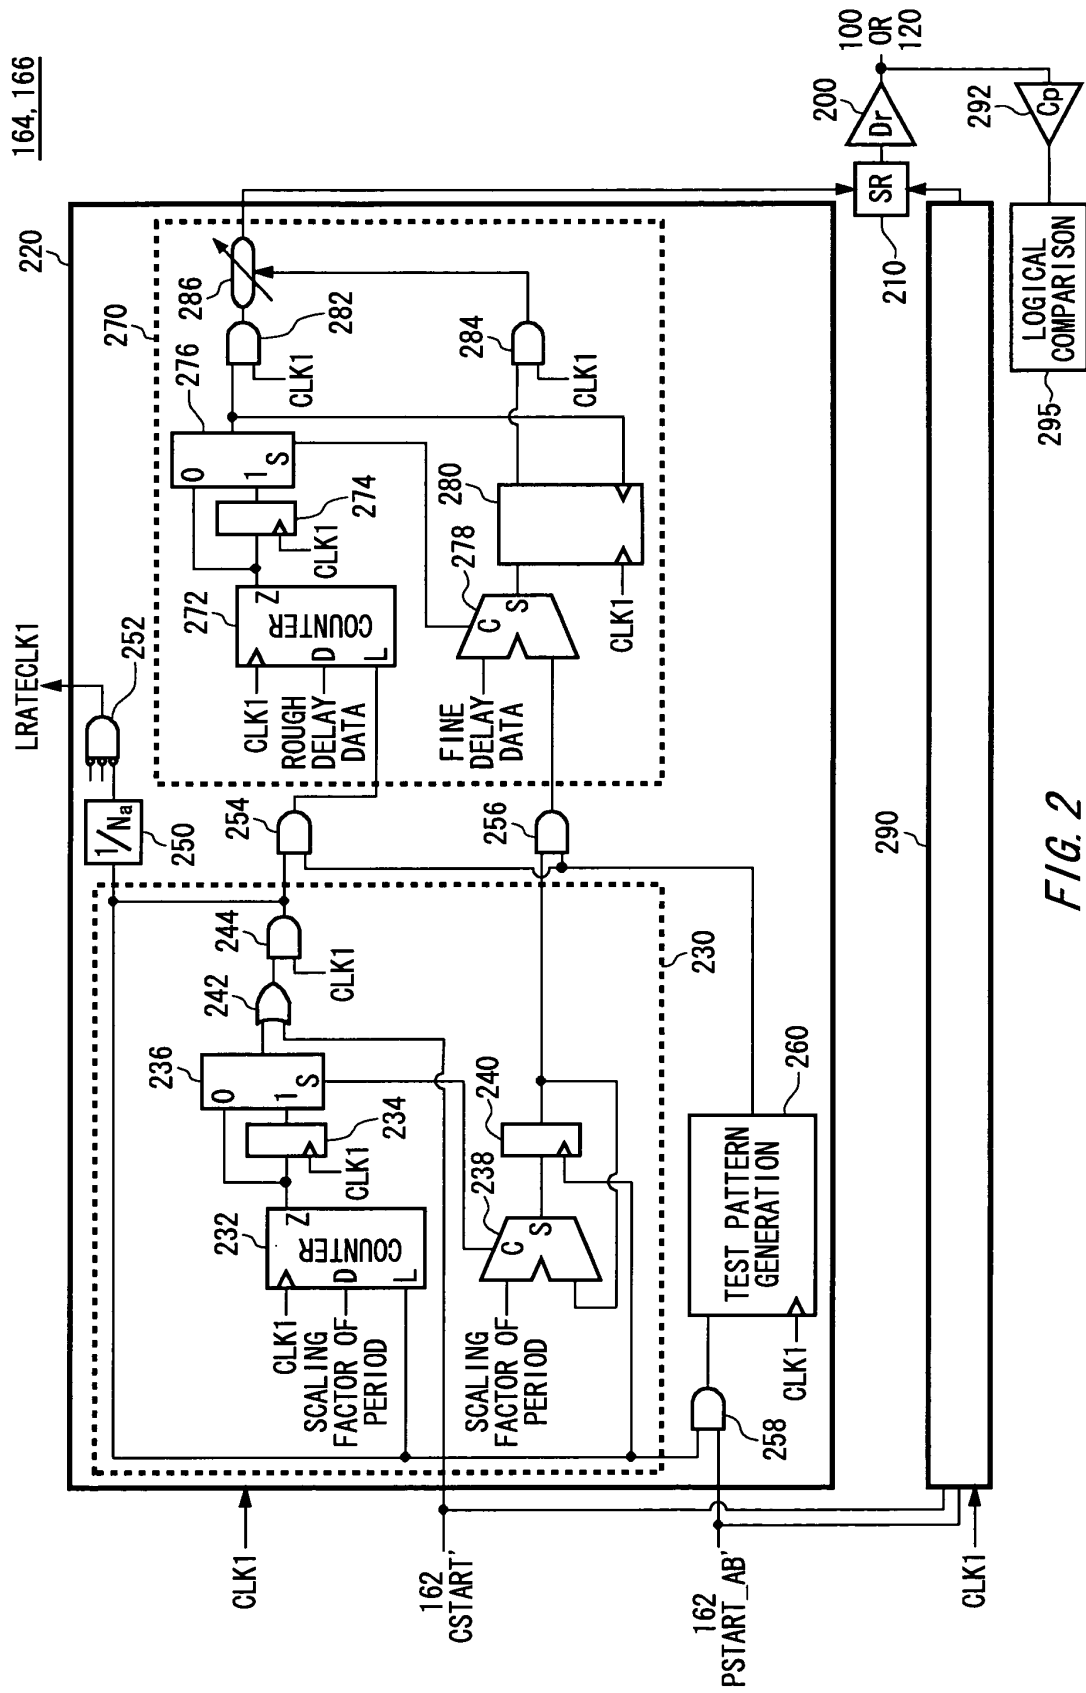 164, 166
220
CLK1
LRATECLK1
252
1/Na
250
230
232
CLK1
SCALING
FACTOR OF
PERIOD
D
L
Z
COUNTER
234
CLK1
236
0
1
S
242
244
CLK1
SCALING
FACTOR OF
PERIOD
C
S
238
240
254
256
258
TEST PATTERN
GENERATION
CLK1
260
270
272
CLK1
ROUGH
DELAY
DATA
D
L
Z
COUNTER
274
CLK1
276
0
1
S
FINE
DELAY
DATA
C
S
278
280
CLK1
282
CLK1
284
CLK1
286
162
CSTART'
162
PSTART_AB'
CLK1
290
SR
210
Dr
200
100
OR
120
Cp
292
LOGICAL
COMPARISON
295
FIG. 2